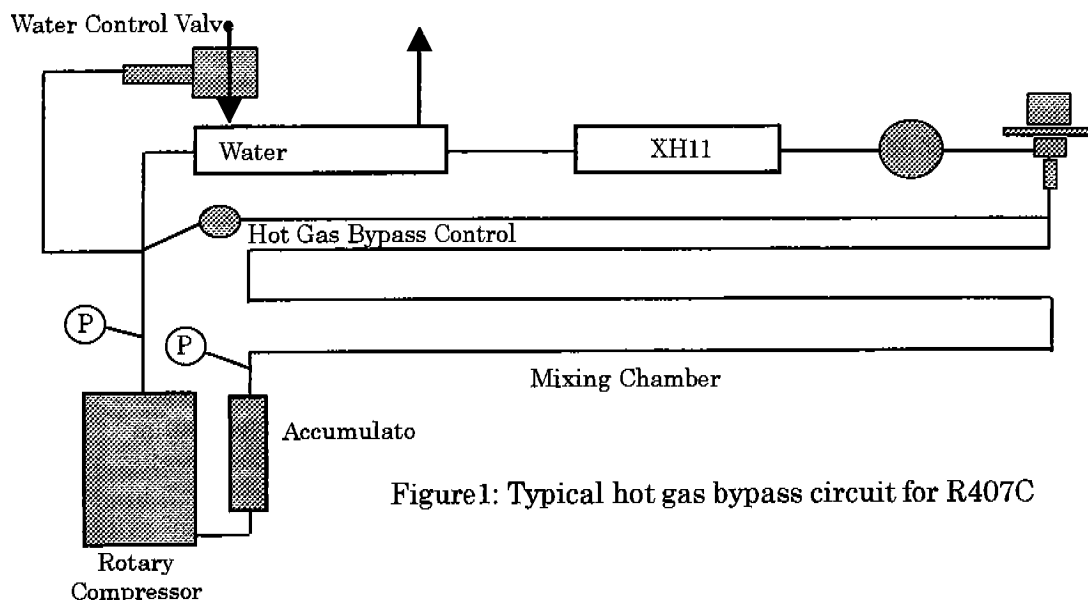 Water Control Valve
Water
XH11
Hot Gas Bypass Control
P
P
Mixing Chamber
Accumulato
Figure1: Typical hot gas bypass circuit for R407C
Rotary
Compressor